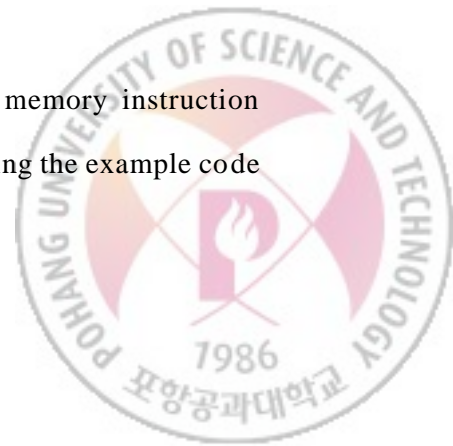 memory instruction
ng the example code
POHANG UNIVERSITY OF SCIENCE AND TECHNOLOGY
1986
포항공과대학교